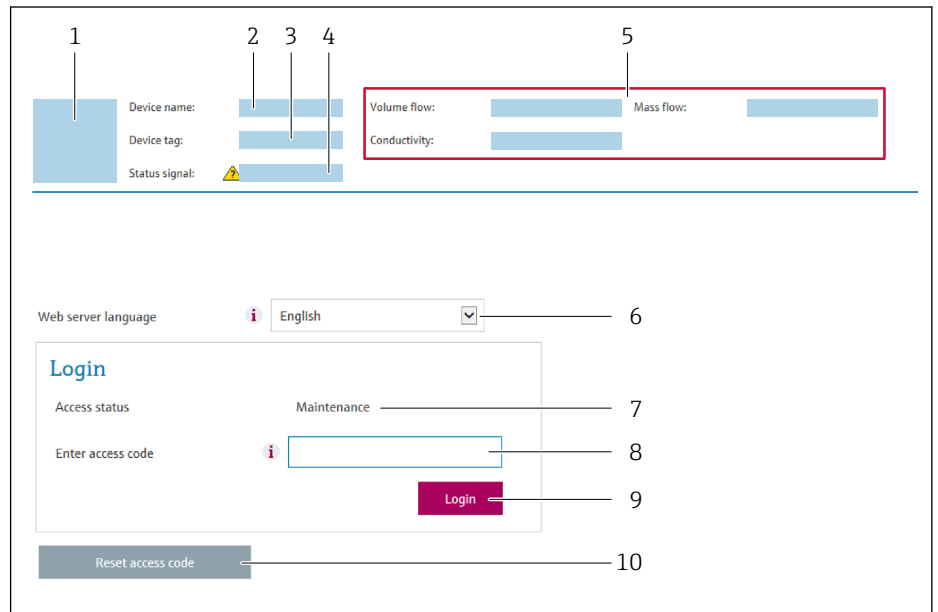 1 2 3 4 5
Device name: Volume flow: Mass flow:
Device tag: Conductivity:
Status signal: ?
Web server language i English 6
Login
Access status Maintenance 7
Enter access code i 8
Login 9
Reset access code 10